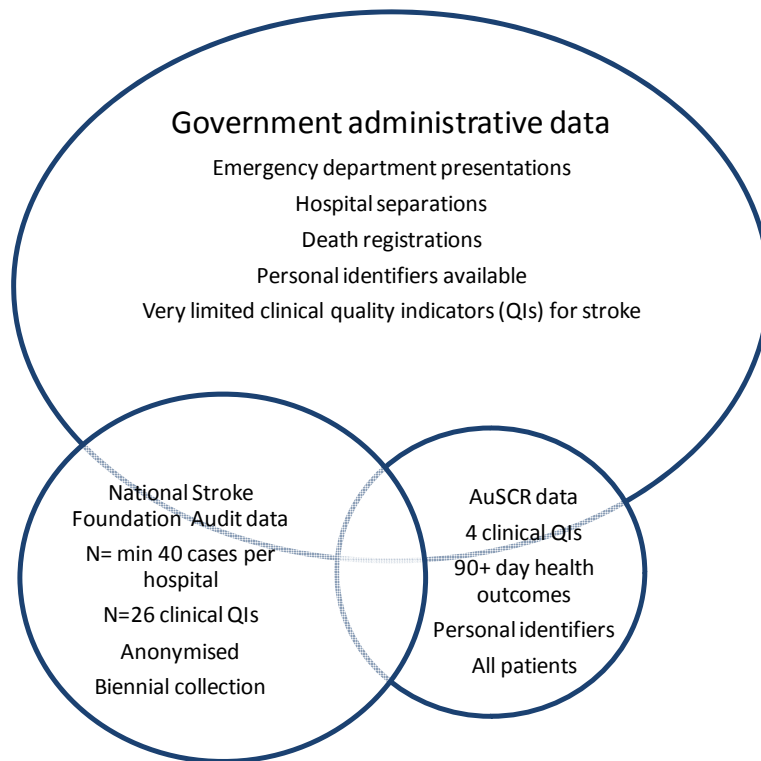 Government administrative data
Emergency department presentations
Hospital separations
Death registrations
Personal identifiers available
Very limited clinical quality indicators (QIs) for stroke
National Stroke
Foundation Audit data
N= min 40 cases per
hospital
N=26 clinical QIs
Anonymised
Biennial collection
AuSCR data
4 clinical QIs
90+ day health
outcomes
Personal identifiers
All patients